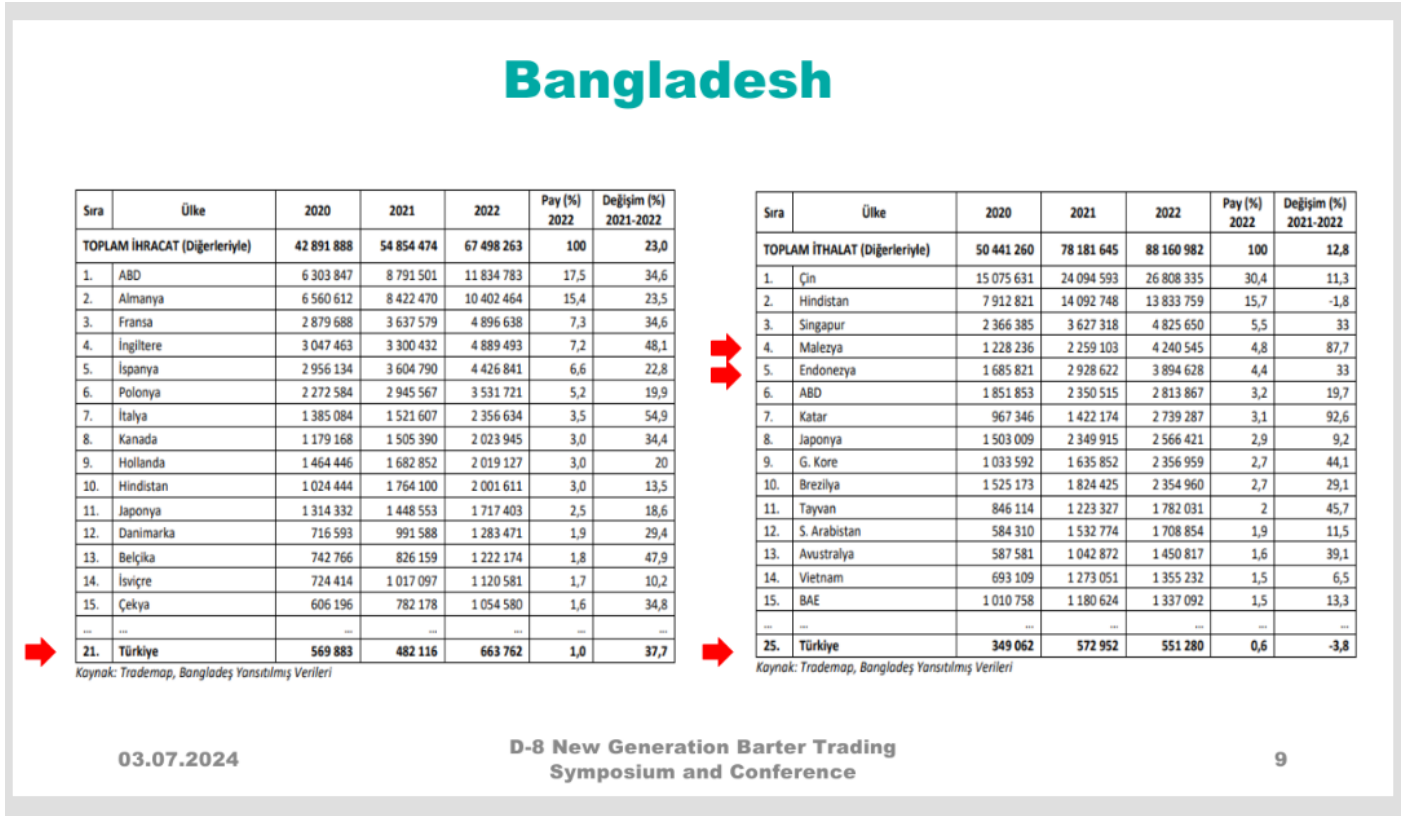 Bangladesh
Sıra Ülke 2020 2021 2022 Pay (%) 2022 Değişim (%) 2021-2022
TOPLAM İHRACAT (Diğerleriyle) 42 891 888 54 854 474 67 498 263 100 23,0
1. ABD 6 303 847 8 791 501 11 834 783 17,5 34,6
2. Almanya 6 560 612 8 422 470 10 402 464 15,4 23,5
3. Fransa 2 879 688 3 637 579 4 896 638 7,3 34,6
4. İngiltere 3 047 463 3 300 432 4 889 493 7,2 48,1
5. İspanya 2 956 134 3 604 790 4 426 841 6,6 22,8
6. Polonya 2 272 584 2 945 567 3 531 721 5,2 19,9
7. İtalya 1 385 084 1 521 607 2 356 634 3,5 54,9
8. Kanada 1 179 168 1 505 390 2 023 945 3,0 34,4
9. Hollanda 1 464 446 1 682 852 2 019 127 3,0 20
10. Hindistan 1 024 444 1 764 100 2 001 611 3,0 13,5
11. Japonya 1 314 332 1 448 553 1 717 403 2,5 18,6
12. Danimarka 716 593 991 588 1 283 471 1,9 29,4
13. Belçika 742 766 826 159 1 222 174 1,8 47,9
14. İsviçre 724 414 1 017 097 1 120 581 1,7 10,2
15. Çekya 606 196 782 178 1 054 580 1,6 34,8
... ... ... ... ... ... ...
21. Türkiye 569 883 482 116 663 762 1,0 37,7
Kaynak: Trademap, Bangladeş Yansıtılmış Verileri
Sıra Ülke 2020 2021 2022 Pay (%) 2022 Değişim (%) 2021-2022
TOPLAM İTHALAT (Diğerleriyle) 50 441 260 78 181 645 88 160 982 100 12,8
1. Çin 15 075 631 24 094 593 26 808 335 30,4 11,3
2. Hindistan 7 912 821 14 092 748 13 833 759 15,7 -1,8
3. Singapur 2 366 385 3 627 318 4 825 650 5,5 33
4. Malezya 1 228 236 2 259 103 4 240 545 4,8 87,7
5. Endonezya 1 685 821 2 928 622 3 894 628 4,4 33
6. ABD 1 851 853 2 350 515 2 813 867 3,2 19,7
7. Katar 967 346 1 422 174 2 739 287 3,1 92,6
8. Japonya 1 503 009 2 349 915 2 566 421 2,9 9,2
9. G. Kore 1 033 592 1 635 852 2 356 959 2,7 44,1
10. Brezilya 1 525 173 1 824 425 2 354 960 2,7 29,1
11. Tayvan 846 114 1 223 327 1 782 031 2 45,7
12. S. Arabistan 584 310 1 532 774 1 708 854 1,9 11,5
13. Avustralya 587 581 1 042 872 1 450 817 1,6 39,1
14. Vietnam 693 109 1 273 051 1 355 232 1,5 6,5
15. BAE 1 010 758 1 180 624 1 337 092 1,5 13,3
... ... ... ... ... ... ...
25. Türkiye 349 062 572 952 551 280 0,6 -3,8
Kaynak: Trademap, Bangladeş Yansıtılmış Verileri
03.07.2024
D-8 New Generation Barter Trading
Symposium and Conference
9